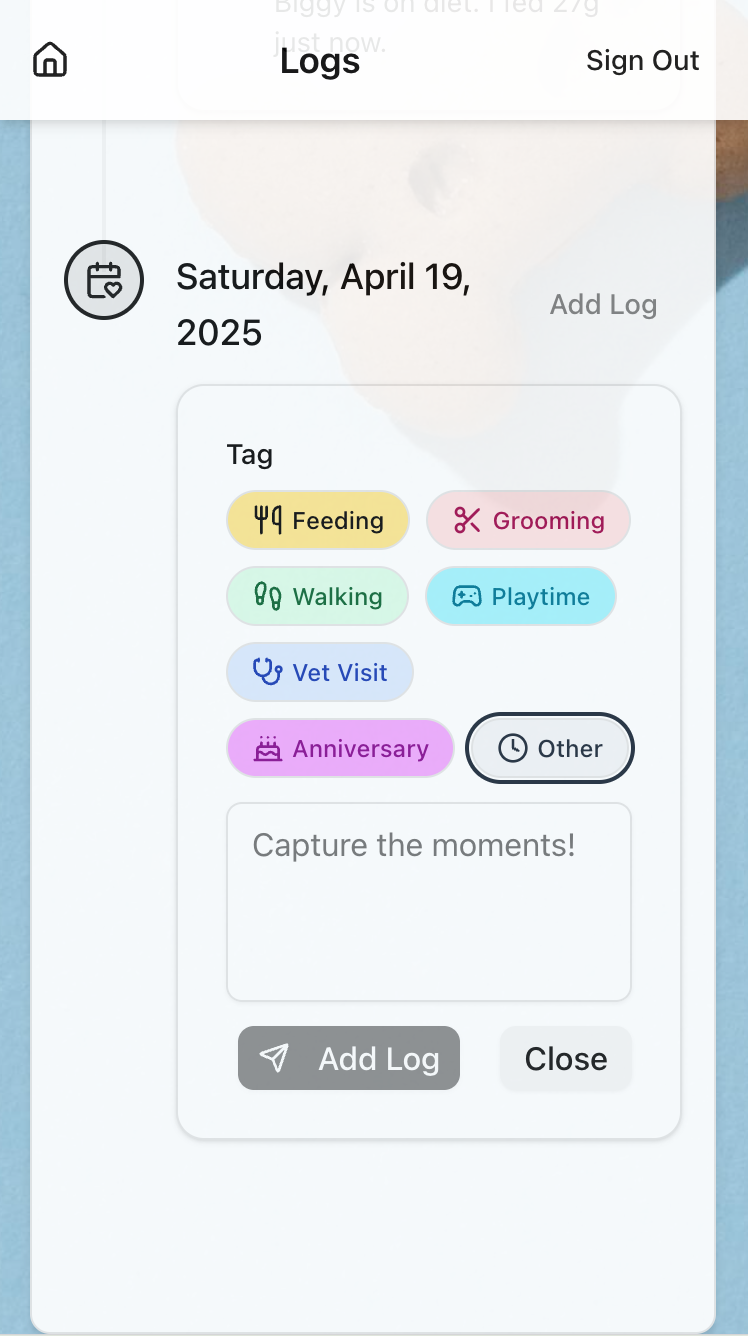 Biggy is on diet. I fed 27g
just now.
Logs
Sign Out
Saturday, April 19,
2025
Add Log
Tag
Feeding
Grooming
Walking
Playtime
Vet Visit
Anniversary
Other
Capture the moments!
Add Log
Close